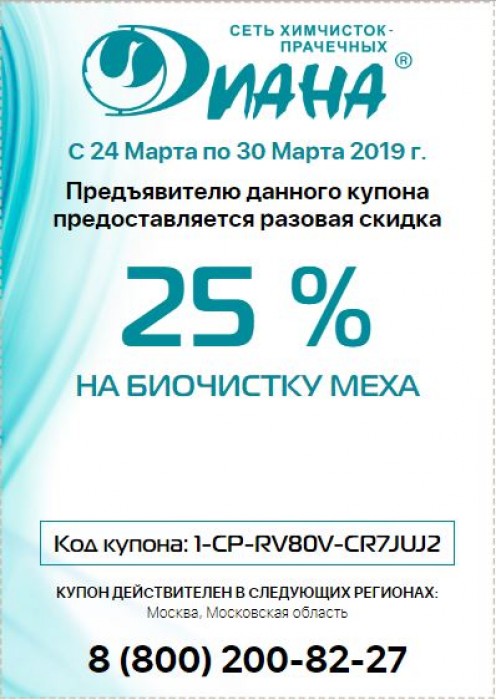 СЕТЬ ХИМЧИСТОК-
ПРАЧЕЧНЫХ
ДИАНА®
С 24 Марта по 30 Марта 2019 г.
Предъявителю данного купона
предоставляется разовая скидка
25 %
НА БИОЧИСТКУ МЕХА
Код купона: 1-CP-RV80V-CR7JUJ2
КУПОН ДЕЙСТВИТЕЛЕН В СЛЕДУЮЩИХ РЕГИОНАХ:
Москва, Московская область
8 (800) 200-82-27